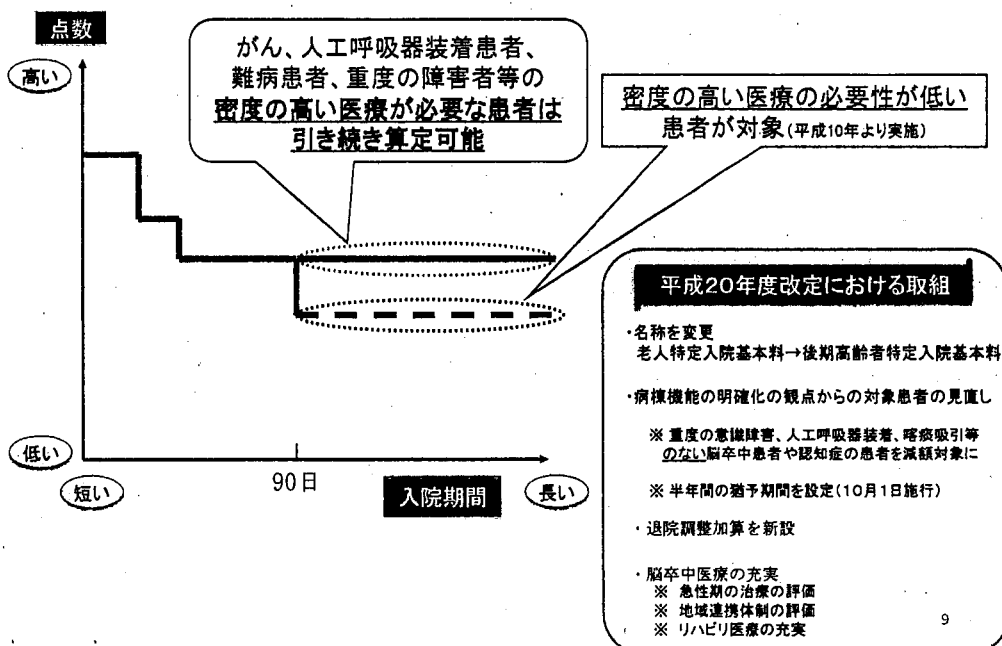 点数
高い
がん、人工呼吸器装着患者、
難病患者、重度の障害者等の
密度の高い医療が必要な患者は
引き続き算定可能
密度の高い医療の必要性が低い
患者が対象(平成10年より実施)
低い
短い
90日
入院期間
長い
平成20年度改定における取組
・名称を変更
老人特定入院基本料→後期高齢者特定入院基本料
・病棟機能の明確化の観点からの対象患者の見直し
※ 重度の意識障害、人工呼吸器装着、喀痰吸引等
のない脳卒中患者や認知症の患者を減額対象に
※ 半年間の猶予期間を設定(10月1日施行)
・退院調整加算を新設
・脳卒中医療の充実
※ 急性期の治療の評価
※ 地域連携体制の評価
※ リハビリ医療の充実
9